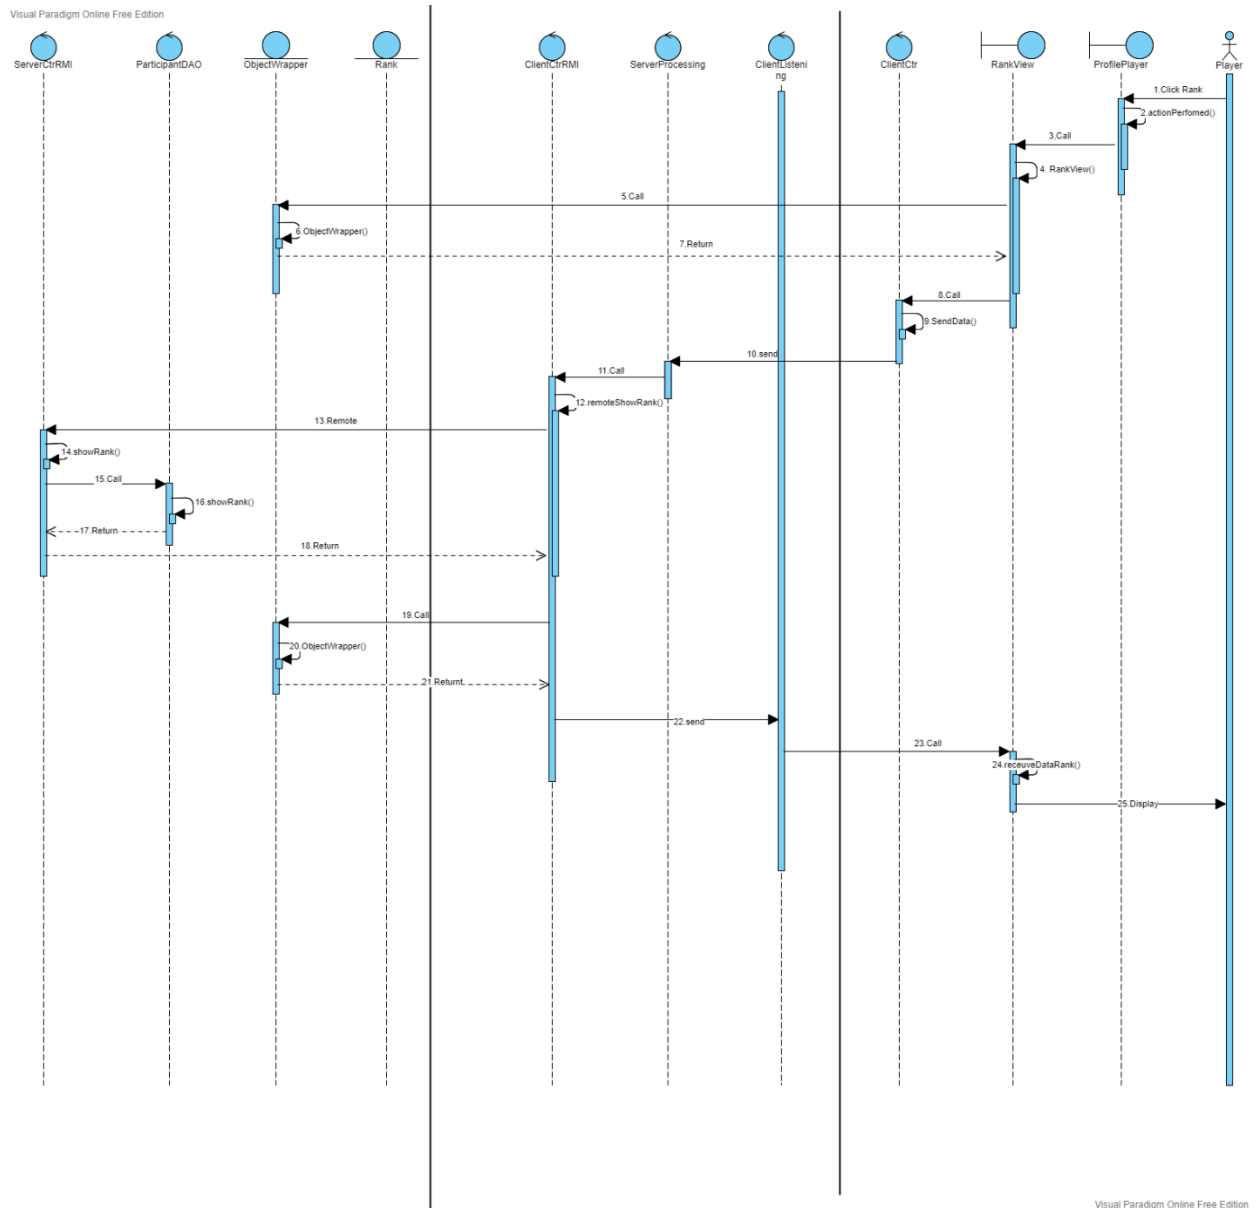 Visual Paradigm Online Free Edition
ServerCtrRMI
ParticipantDAO
ObjectWrapper
Rank
ClientCtrRMI
ServerProcessing
ClientListeni
ng
ClientCtr
RankView
ProfilePlayer
Player
1.Click Rank
2.actionPerfomed()
3.Call
4. RankView()
5.Call
6.ObjectWrapper()
7.Return
8.Call
9.SendData()
10.send
11.Call
12.remoteShowRank()
13.Remote
14.showRank()
15.Call
16.showRank()
17.Return
18.Return
19.Call
20.ObjectWrapper()
21.Returnt
22.send
23.Call
24.receuveDataRank()
25.Display
Visual Paradigm Online Free Edition